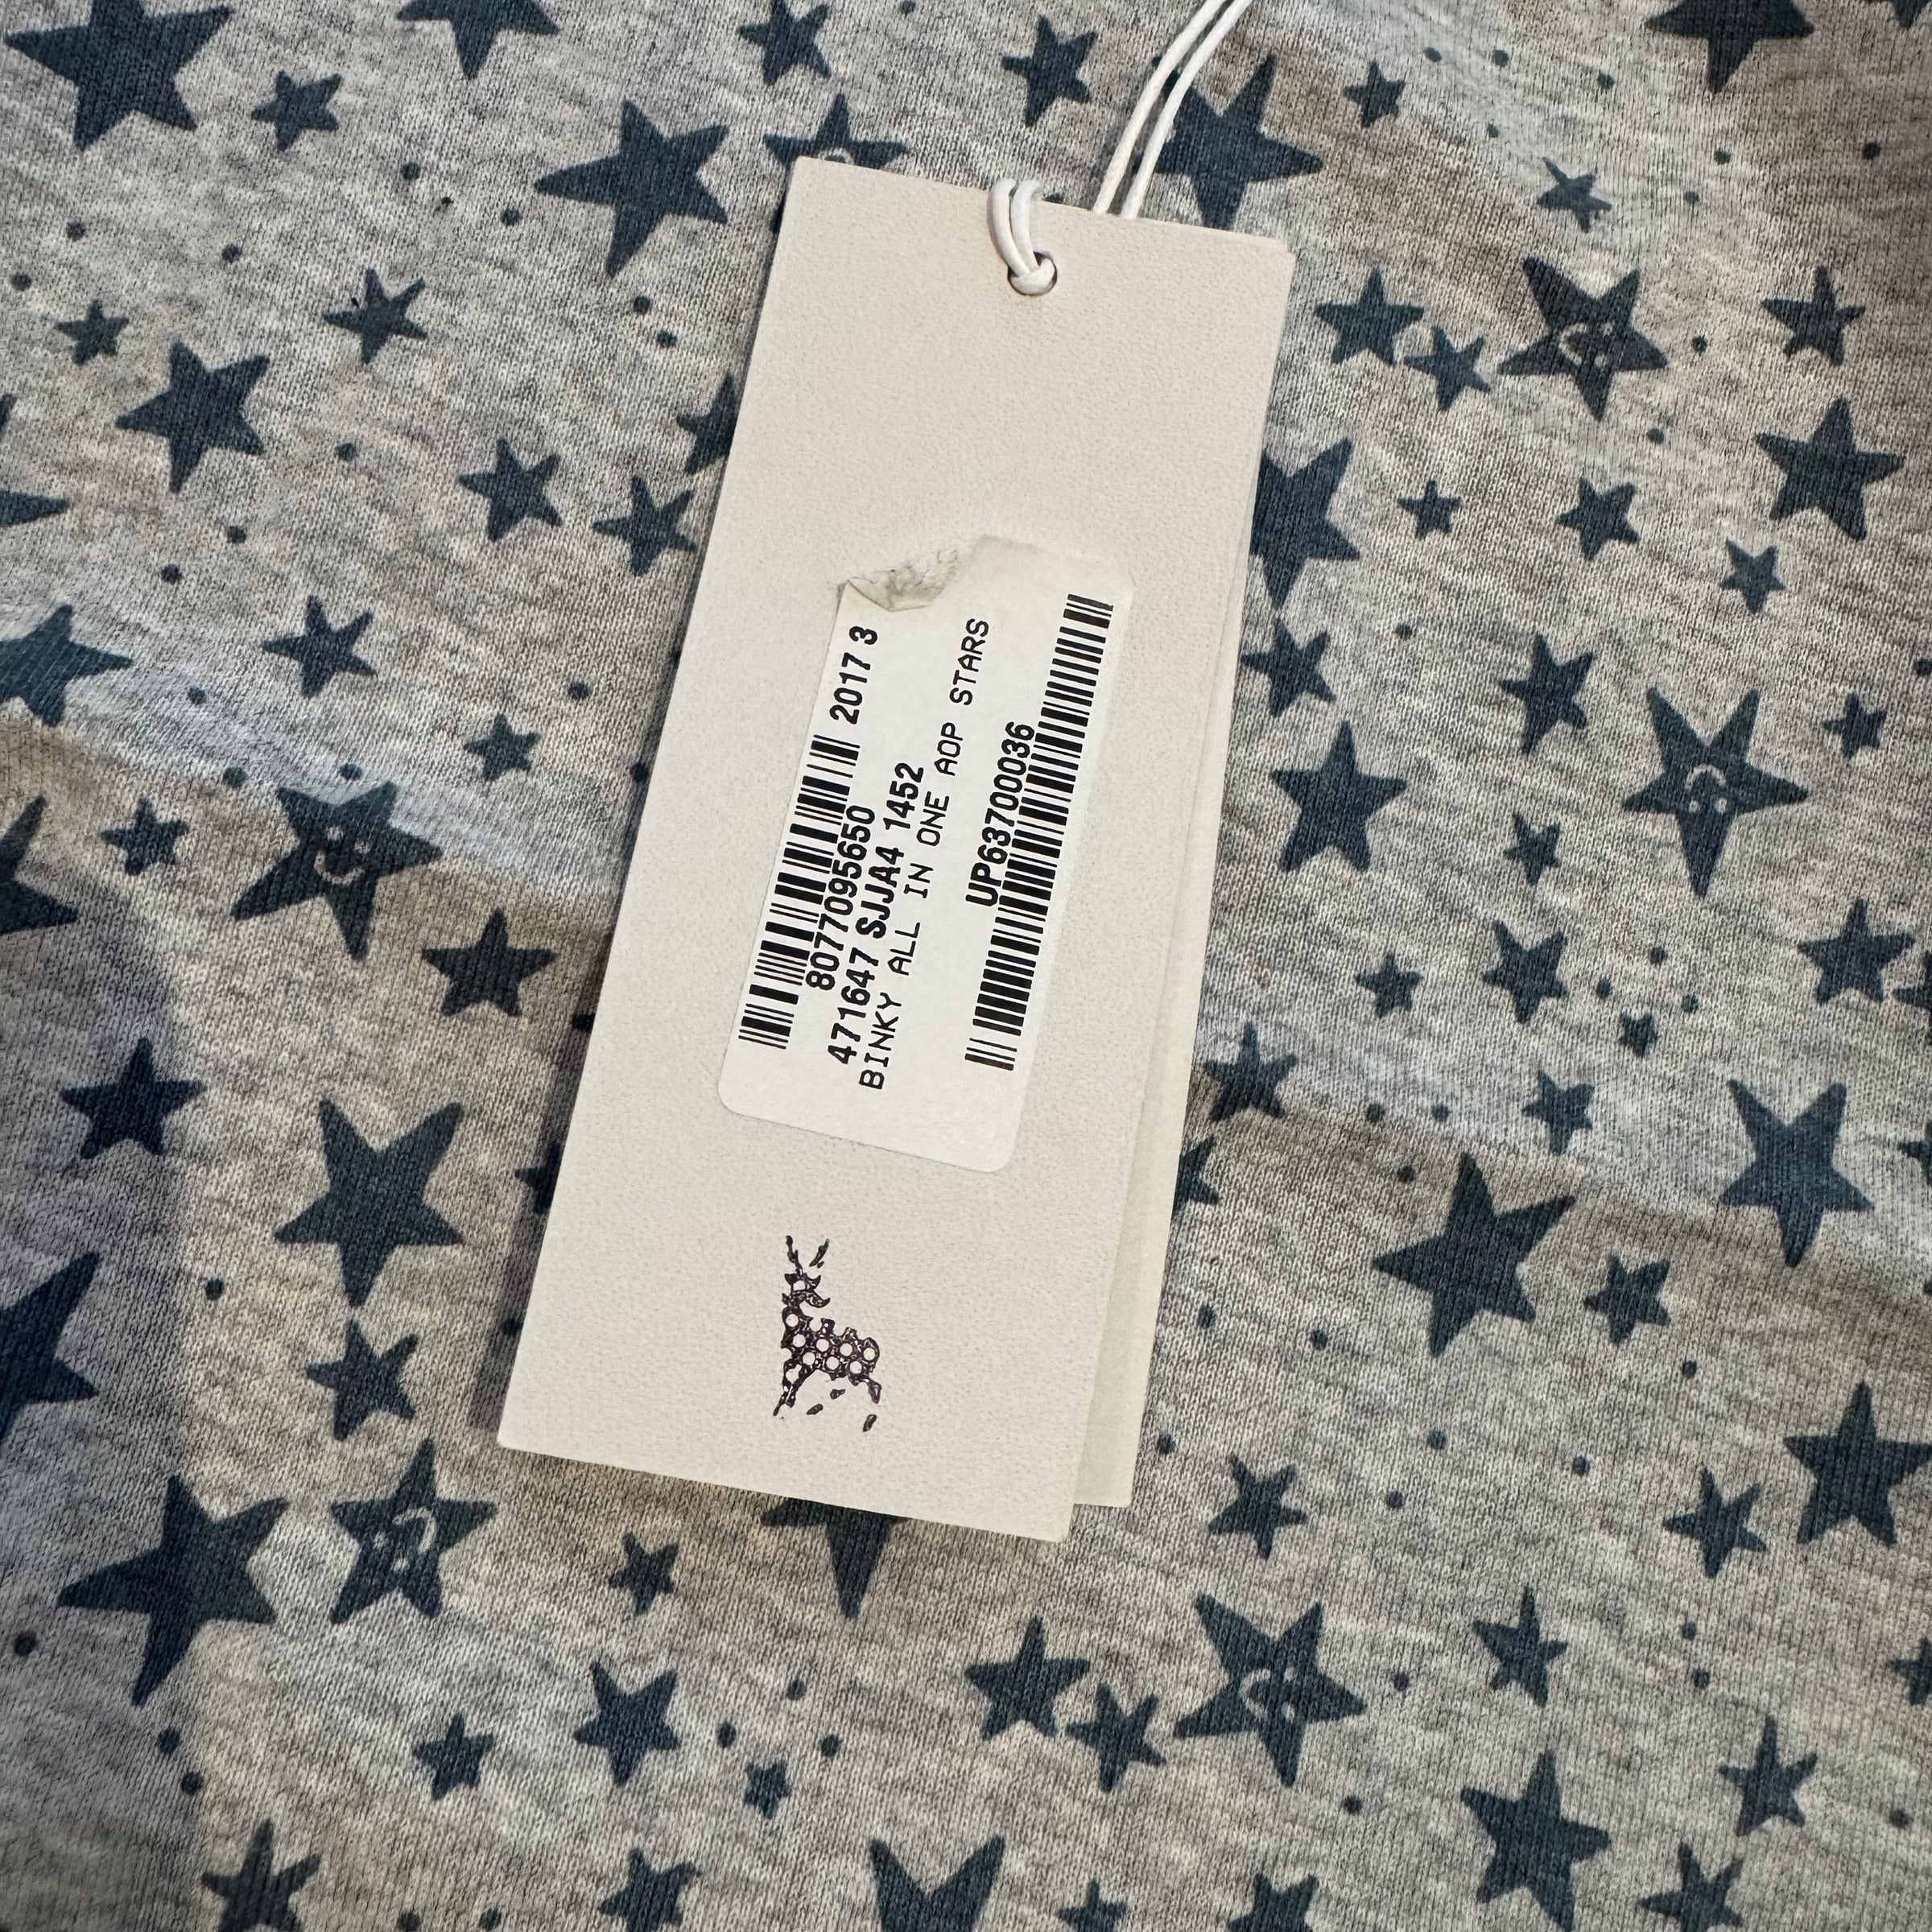 2017 3
8077095650
471647 SJJA4 1452
BINKY ALL IN ONE AOP STARS
UP63700036